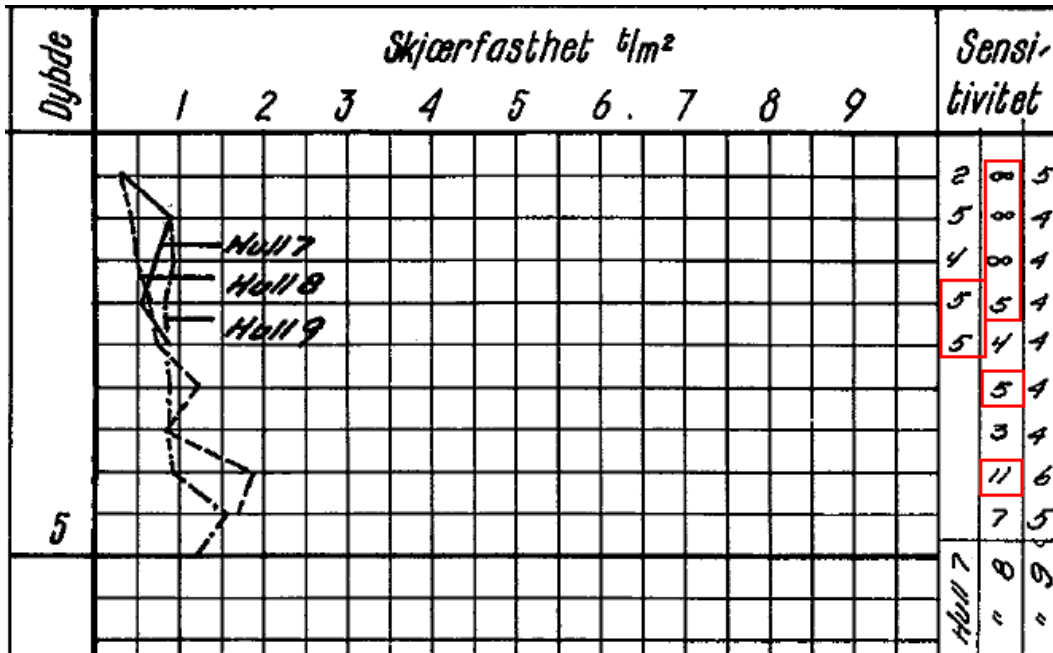 Dybde
Skjærfasthet t/m²
Sensi-
tivitet
1 2 3 4 5 6. 7 8 9
2 ∞ 5
5 ∞ 4
Hull 7
4 ∞ 4
Hull 8
5 5 4
Hull 9
5 4 4
5 4
3 4
11 6
5
7 5
Hull 7
" 8
" 9